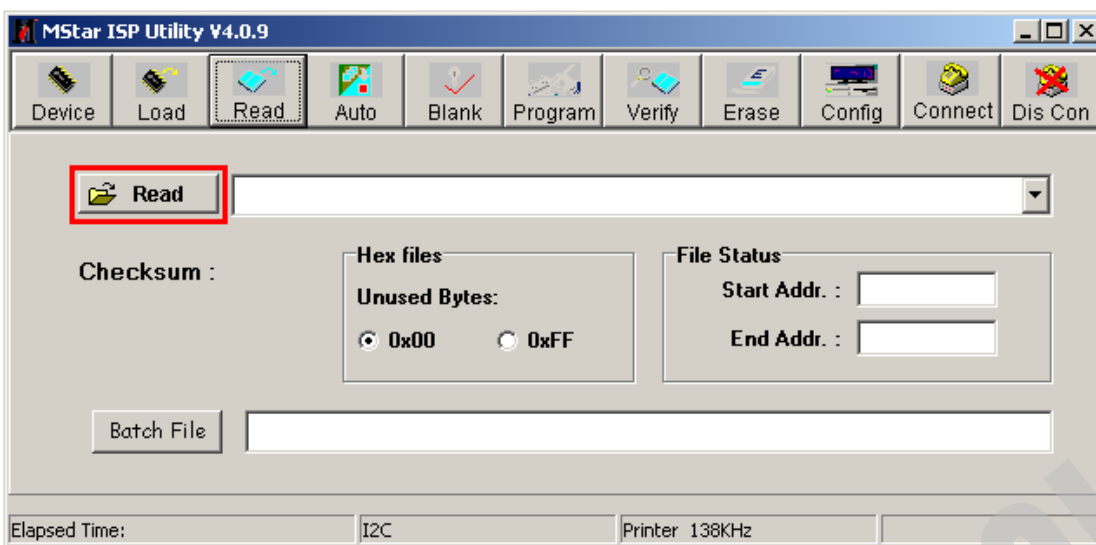 MStar ISP Utility V4.0.9
Device Load Read Auto Blank Program Verify Erase Config Connect Dis Con
Read
Checksum :
Hex files
Unused Bytes:
0x00 0xFF
File Status
Start Addr. :
End Addr. :
Batch File
Elapsed Time: I2C Printer 138KHz